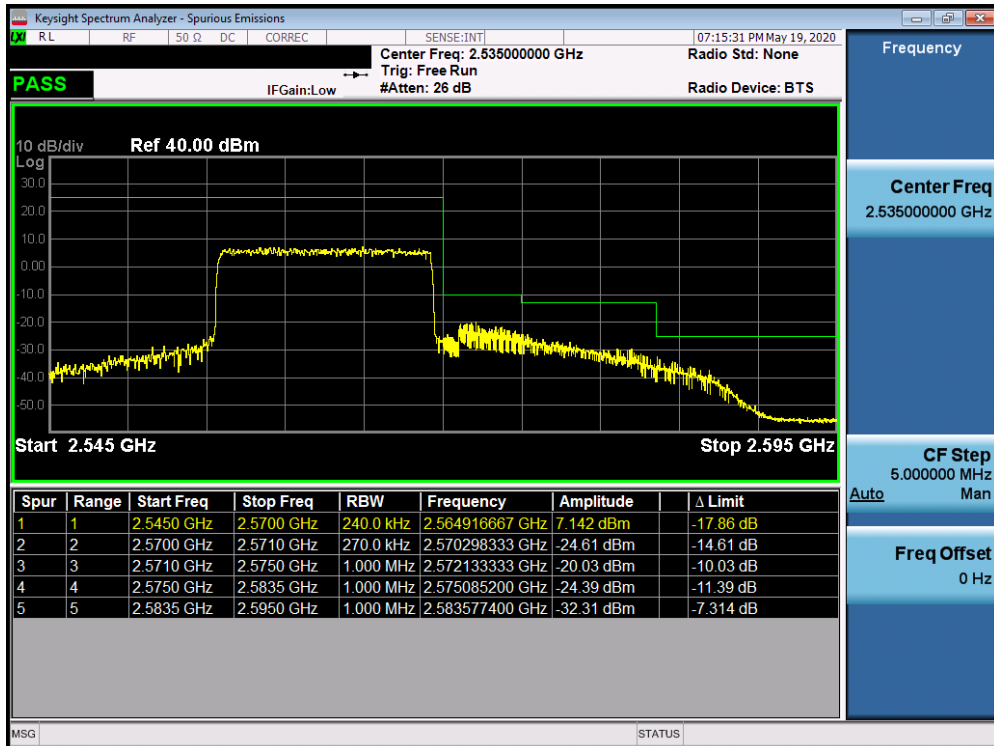 Keysight Spectrum Analyzer - Spurious Emissions
LXI RL RF 50 Ω DC CORREC SENSE:INT 07:15:31 PM May 19, 2020
Center Freq: 2.535000000 GHz Radio Std: None
Trig: Free Run
PASS IFGain:Low #Atten: 26 dB Radio Device: BTS
10 dB/div Ref 40.00 dBm
Log
30.0
20.0
10.0
0.00
-10.0
-20.0
-30.0
-40.0
-50.0
Start 2.545 GHz Stop 2.595 GHz
Spur Range Start Freq Stop Freq RBW Frequency Amplitude Δ Limit
1 1 2.5450 GHz 2.5700 GHz 240.0 kHz 2.564916667 GHz 7.142 dBm -17.86 dB
2 2 2.5700 GHz 2.5710 GHz 270.0 kHz 2.570298333 GHz -24.61 dBm -14.61 dB
3 3 2.5710 GHz 2.5750 GHz 1.000 MHz 2.572133333 GHz -20.03 dBm -10.03 dB
4 4 2.5750 GHz 2.5835 GHz 1.000 MHz 2.575085200 GHz -24.39 dBm -11.39 dB
5 5 2.5835 GHz 2.5950 GHz 1.000 MHz 2.583577400 GHz -32.31 dBm -7.314 dB
MSG STATUS
Frequency
Center Freq
2.535000000 GHz
CF Step
5.000000 MHz
Auto Man
Freq Offset
0 Hz